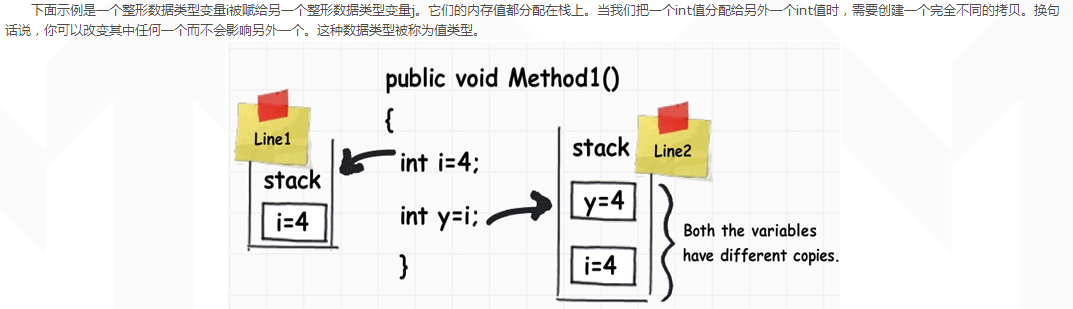 下面示例是一个整形数据类型变量i被赋给另一个整形数据类型变量j。它们的内存值都分配在栈上。当我们把一个int值分配给另外一个int值时，需要创建一个完全不同的拷贝。换句
话说，你可以改变其中任何一个而不会影响另外一个。这种数据类型被称为值类型。
public void Method1()
{
Line1
stack
i=4
int i=4;
int y=i;
}
stack
Line2
y=4
i=4
Both the variables
have different copies.